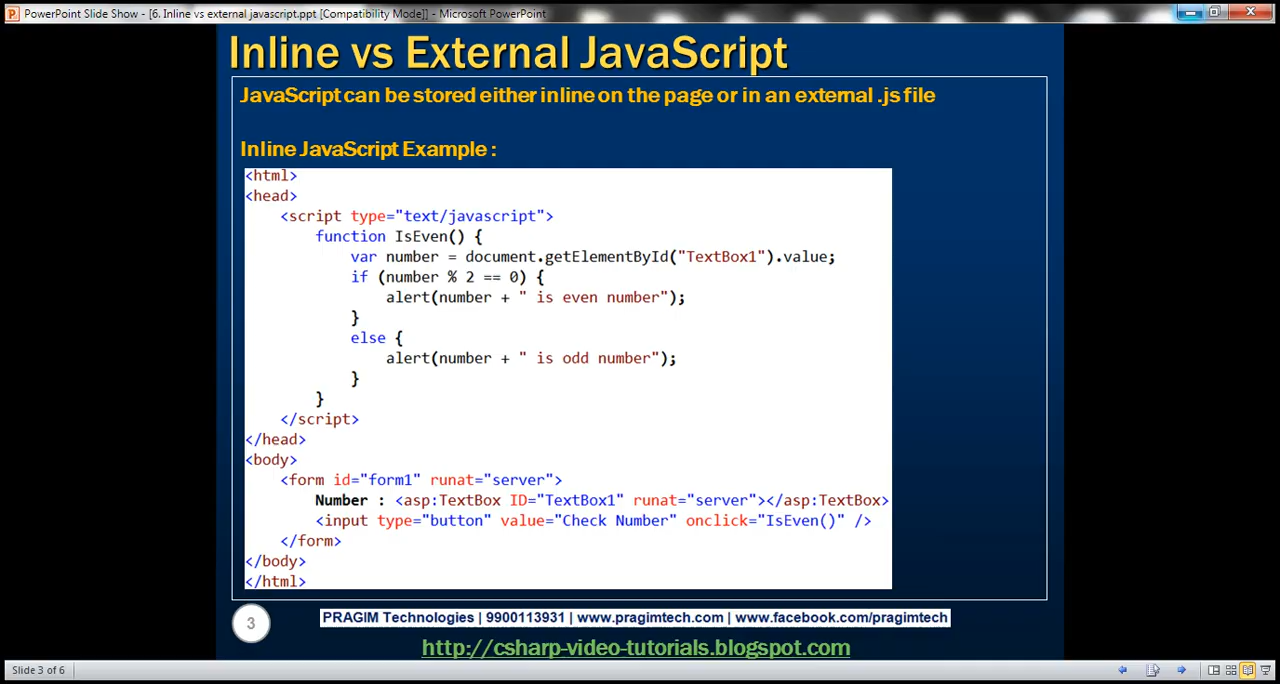 PowerPoint Slide Show - [6. Inline vs external javascript.ppt [Compatibility Mode]] - Microsoft PowerPoint
Inline vs External JavaScript
JavaScript can be stored either inline on the page or in an external .js file
Inline JavaScript Example :
<html>
<head>
    <script type="text/javascript">
        function IsEven() {
            var number = document.getElementById("TextBox1").value;
            if (number % 2 == 0) {
                alert(number + " is even number");
            }
            else {
                alert(number + " is odd number");
            }
        }
    </script>
</head>
<body>
    <form id="form1" runat="server">
        Number : <asp:TextBox ID="TextBox1" runat="server"></asp:TextBox>
        <input type="button" value="Check Number" onclick="IsEven()" />
    </form>
</body>
</html>
3
PRAGIM Technologies | 9900113931 | www.pragimtech.com | www.facebook.com/pragimtech
http://csharp-video-tutorials.blogspot.com
Slide 3 of 6